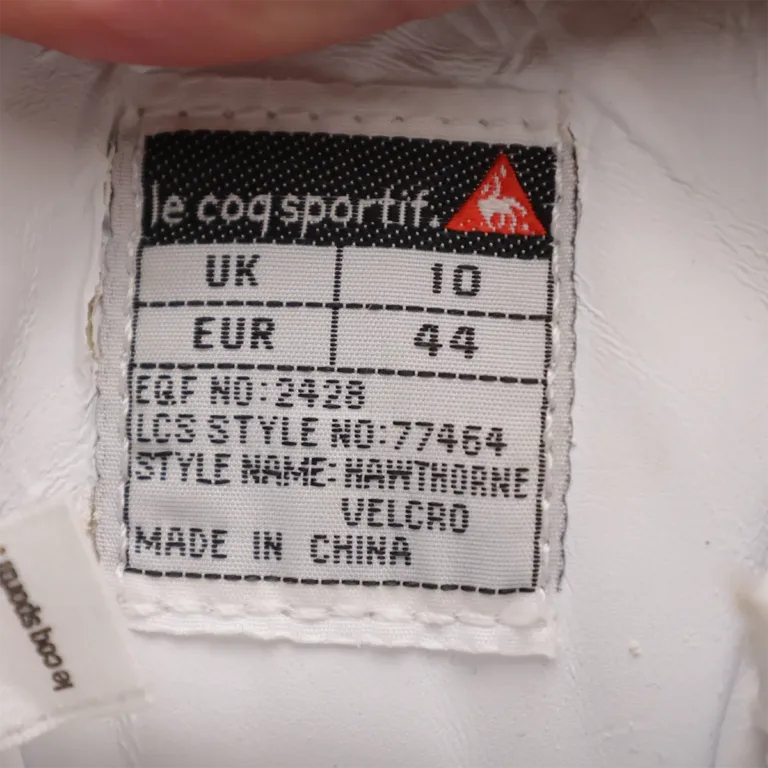 le coq sportif.
UK 10
EUR 44
EQF NO:2428
LCS STYLE NO:77464
STYLE NAME: HAWTHORNE
VELCRO
MADE IN CHINA
le coq sportif